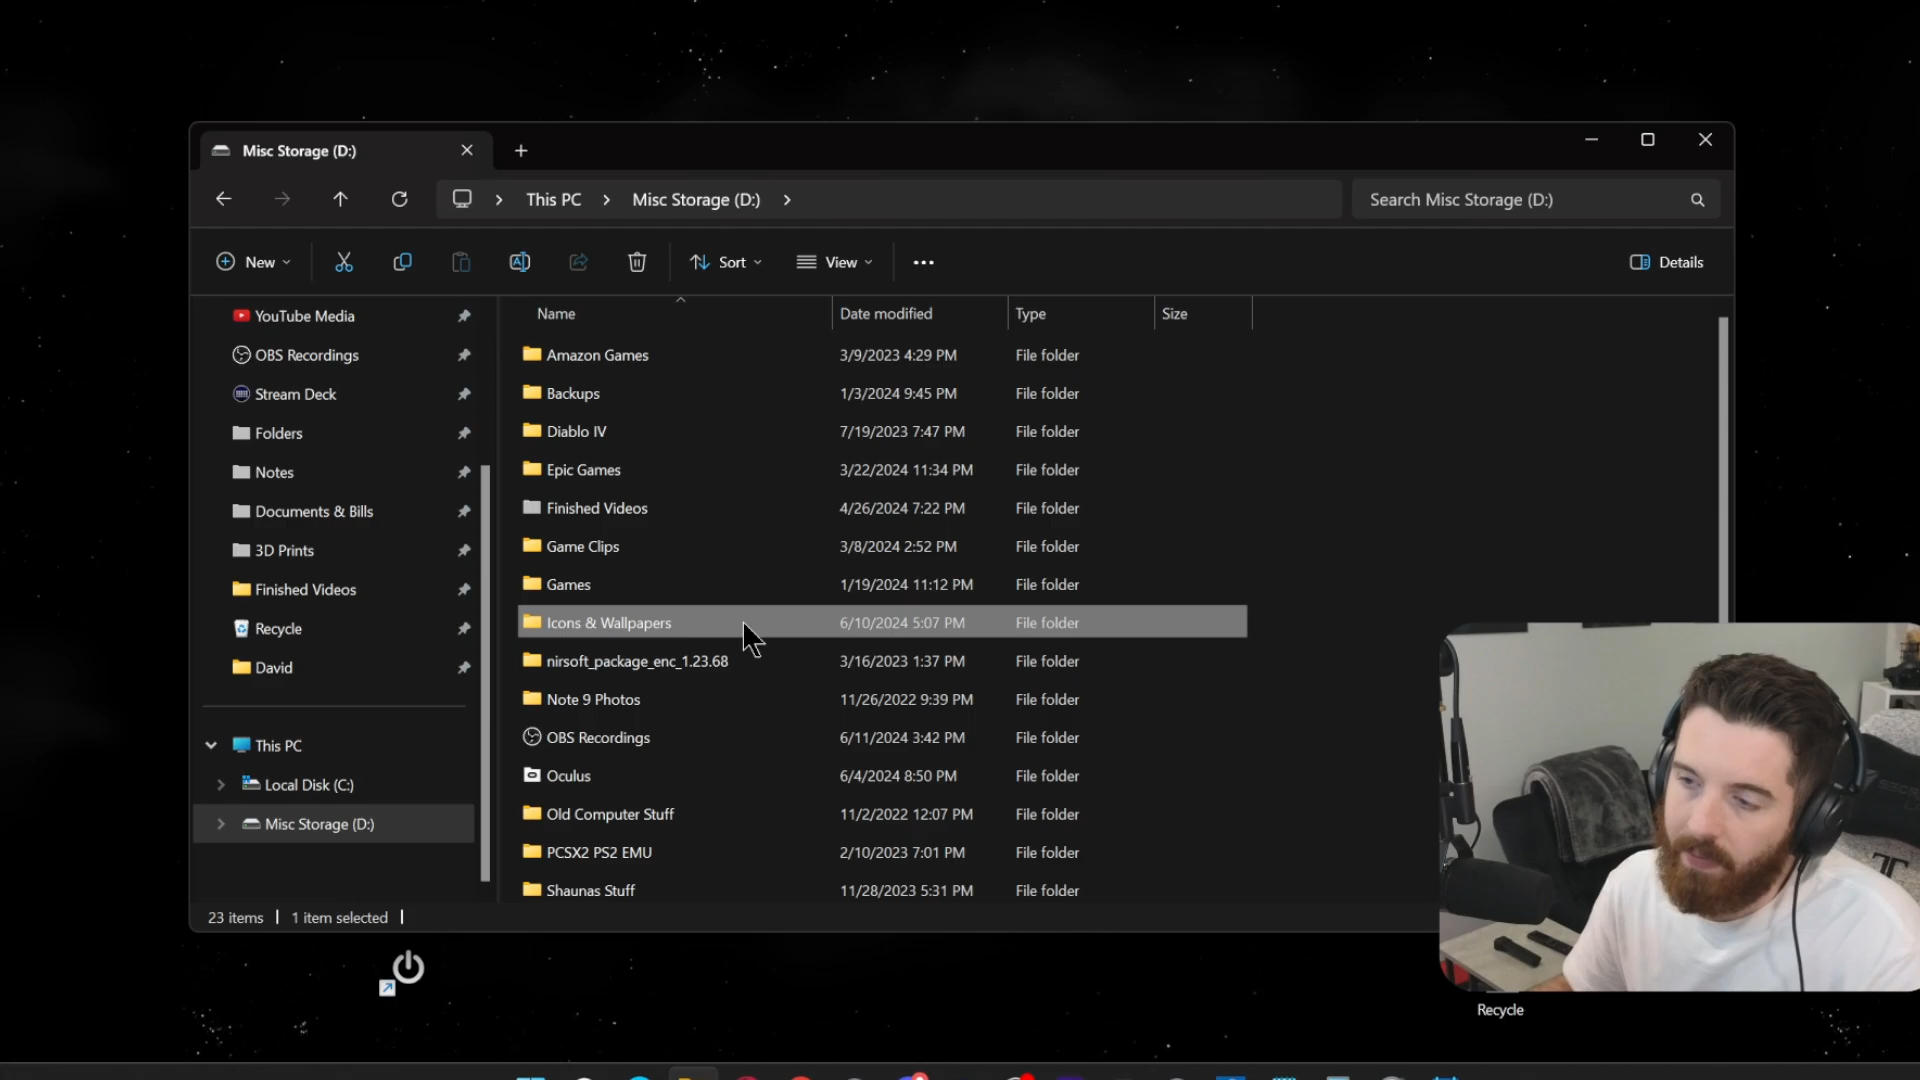 Misc Storage (D:)
This PC > Misc Storage (D:) >
Search Misc Storage (D:)
New
Sort
View
Details
YouTube Media
OBS Recordings
Stream Deck
Folders
Notes
Documents & Bills
3D Prints
Finished Videos
Recycle
David
This PC
Local Disk (C:)
Misc Storage (D:)
Name Date modified Type Size
Amazon Games 3/9/2023 4:29 PM File folder
Backups 1/3/2024 9:45 PM File folder
Diablo IV 7/19/2023 7:47 PM File folder
Epic Games 3/22/2024 11:34 PM File folder
Finished Videos 4/26/2024 7:22 PM File folder
Game Clips 3/8/2024 2:52 PM File folder
Games 1/19/2024 11:12 PM File folder
Icons & Wallpapers 6/10/2024 5:07 PM File folder
nirsoft_package_enc_1.23.68 3/16/2023 1:37 PM File folder
Note 9 Photos 11/26/2022 9:39 PM File folder
OBS Recordings 6/11/2024 3:42 PM File folder
Oculus 6/4/2024 8:50 PM File folder
Old Computer Stuff 11/2/2022 12:07 PM File folder
PCSX2 PS2 EMU 2/10/2023 7:01 PM File folder
Shaunas Stuff 11/28/2023 5:31 PM File folder
23 items 1 item selected
Recycle